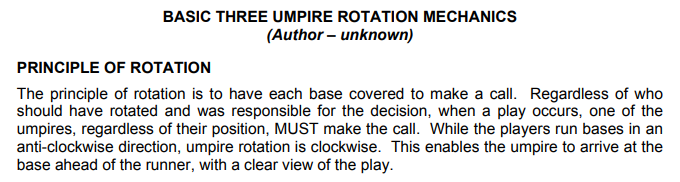 BASIC THREE UMPIRE ROTATION MECHANICS
(Author – unknown)
PRINCIPLE OF ROTATION
The principle of rotation is to have each base covered to make a call.  Regardless of who
should have rotated and was responsible for the decision, when a play occurs, one of the
umpires, regardless of their position, MUST make the call.  While the players run bases in an
anti-clockwise direction, umpire rotation is clockwise.  This enables the umpire to arrive at the
base ahead of the runner, with a clear view of the play.